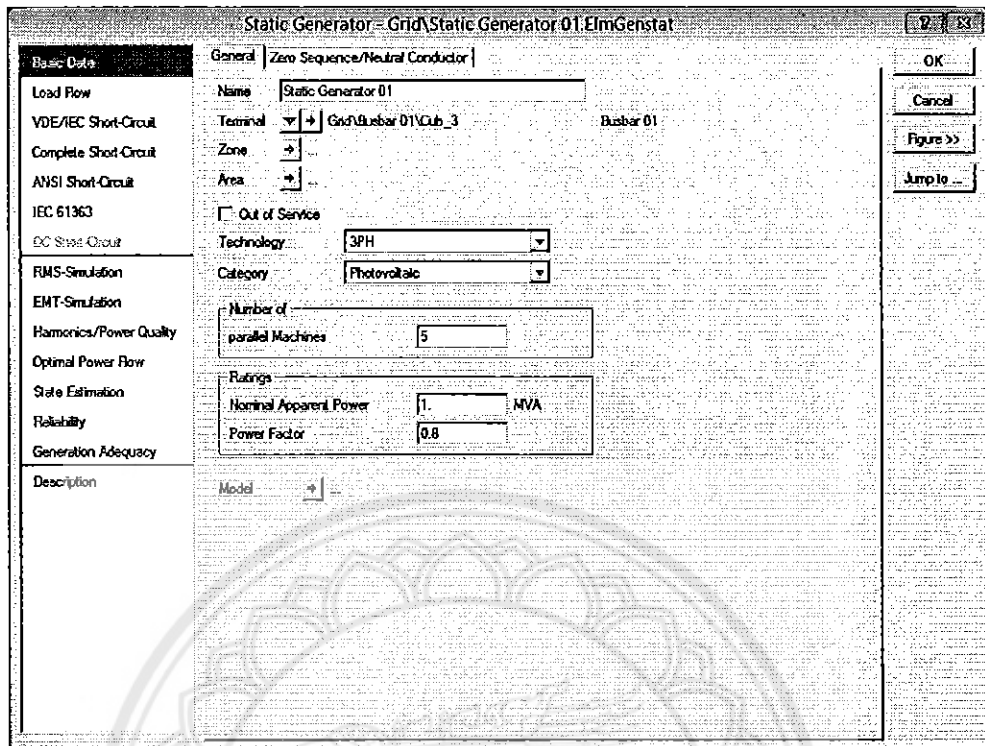 Static Generator - Grid\Static Generator 01.ElmGenstat
Basic Data
Load Flow
VDE/IEC Short-Circuit
Complete Short-Circuit
ANSI Short-Circuit
IEC 61363
DC Short-Circuit
RMS-Simulation
EMT-Simulation
Harmonics/Power Quality
Optimal Power Flow
State Estimation
Reliability
Generation Adequacy
Description
General
Zero Sequence/Neutral Conductor
Name Static Generator 01
Terminal Grid\Busbar 01\Cub_3 Busbar 01
Zone ...
Area ...
Out of Service
Technology 3PH
Category Photovoltaic
Number of
parallel Machines 5
Ratings
Nominal Apparent Power 1. MVA
Power Factor 0.8
Model ...
OK
Cancel
Figure >>
Jump to ...